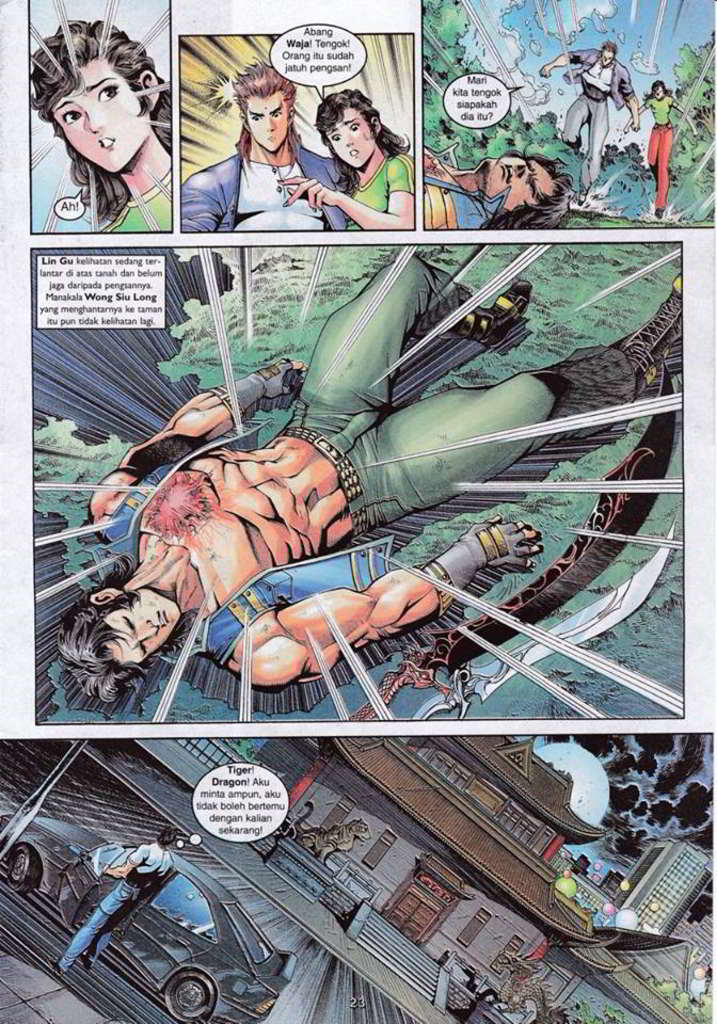 Ah!
Abang
Waja! Tengok!
Orang itu sudah
jatuh pengsan!
Mari
kita tengok
siapakah
dia itu?
Lin Gu kelihatan sedang ter-
lantar di atas tanah dan belum
jaga daripada pengsannya.
Manakala Wong Siu Long
yang menghantarnya ke taman
itu pun tidak kelihatan lagi.
Tiger!
Dragon! Aku
minta ampun, aku
tidak boleh bertemu
dengan kalian
sekarang!
23